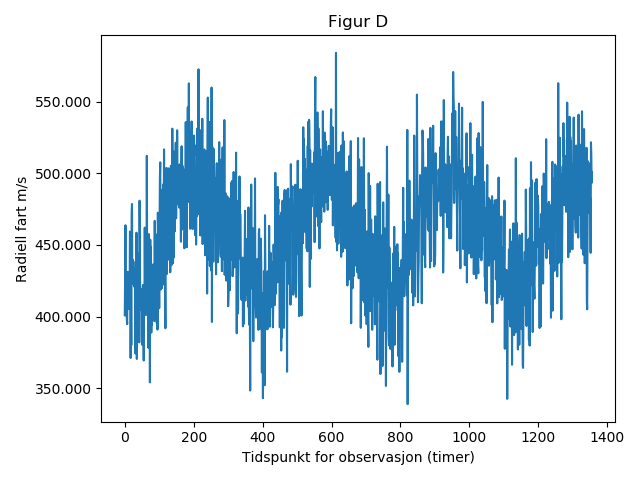 Figur D
Radiell fart m/s
550.000
500.000
450.000
400.000
350.000
0 200 400 600 800 1000 1200 1400
Tidspunkt for observasjon (timer)